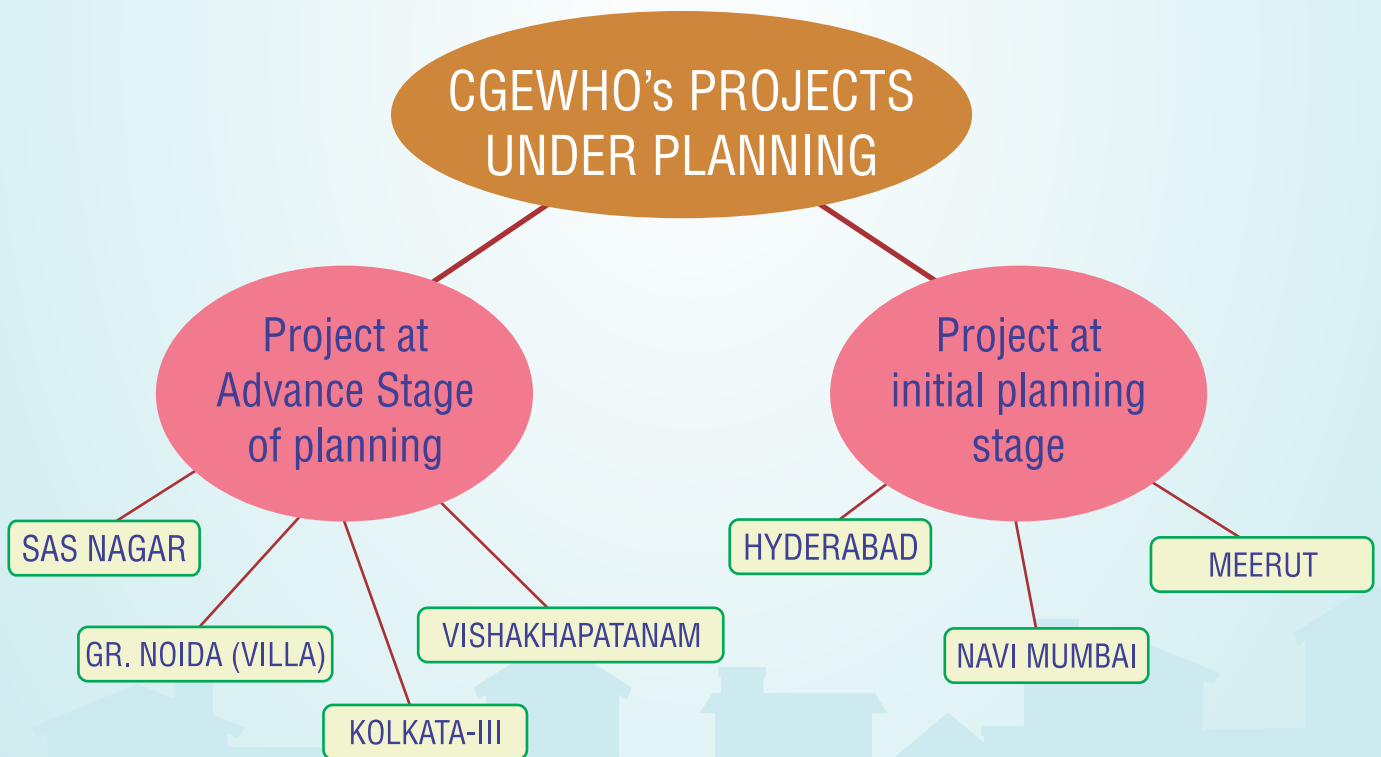 CGEWHO's PROJECTS
UNDER PLANNING
Project at
Advance Stage
of planning
SAS NAGAR
GR. NOIDA (VILLA)
KOLKATA-III
VISHAKHAPATANAM
Project at
initial planning
stage
HYDERABAD
NAVI MUMBAI
MEERUT